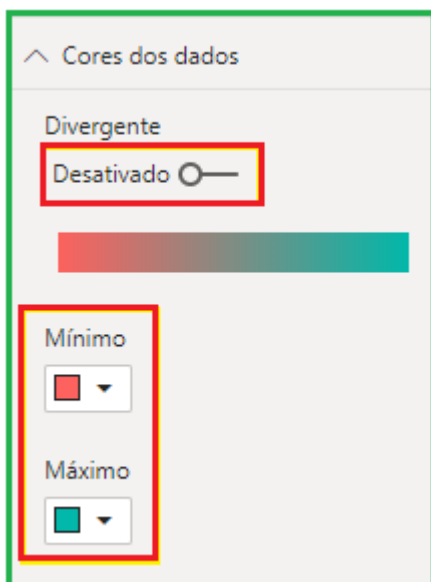 Cores dos dados
Divergente
Desativado
Mínimo
Máximo